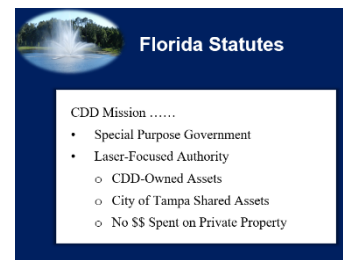 Florida Statutes
CDD Mission ……
• Special Purpose Government
• Laser-Focused Authority
o CDD-Owned Assets
o City of Tampa Shared Assets
o No $$ Spent on Private Property